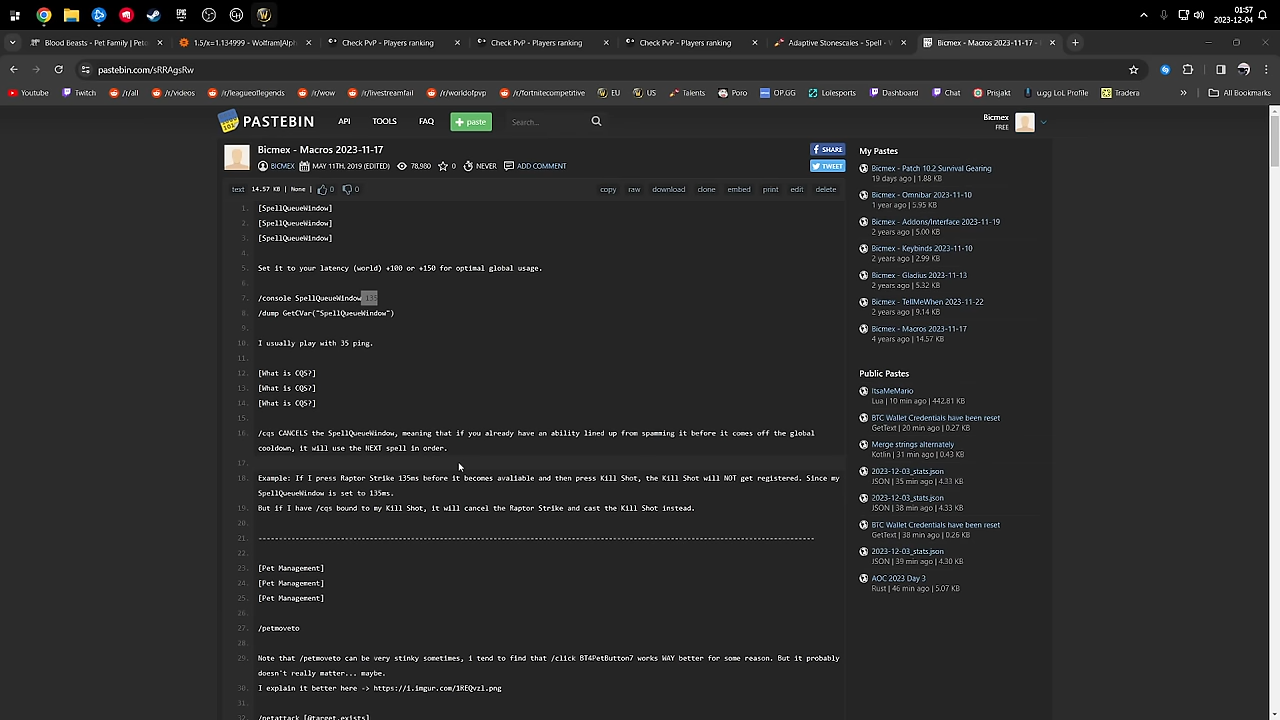 01:57
2023-12-04
Blood Beasts - Pet Family | Petc
1.5/x=1.134999 - Wolfram|Alph
Check PvP - Players ranking
Check PvP - Players ranking
Check PvP - Players ranking
Adaptive Stonescales - Spell - W
Bicmex - Macros 2023-11-17 -
pastebin.com/sRRAgsRw
Youtube
Twitch
/r/all
/r/videos
/r/leagueoflegends
/r/wow
/r/livestreamfail
/r/worldofpvp
/r/fortnitecompetitive
EU
US
Talents
Poro
OP.GG
Lolesports
Dashboard
Chat
Prisjakt
u.gg LoL Profile
Tradera
All Bookmarks
PASTEBIN
API
TOOLS
FAQ
+ paste
Search...
Bicmex
FREE
Bicmex - Macros 2023-11-17
BICMEX
MAY 11TH, 2019 (EDITED)
78,980
0
NEVER
ADD COMMENT
SHARE
TWEET
text
14.57 KB | None |
0
0
copy
raw
download
clone
embed
print
edit
delete
1. [SpellQueueWindow]
2. [SpellQueueWindow]
3. [SpellQueueWindow]
4.
5. Set it to your latency (world) +100 or +150 for optimal global usage.
6.
7. /console SpellQueueWindow 135
8. /dump GetCVar("SpellQueueWindow")
9.
10. I usually play with 35 ping.
11.
12. [What is CQS?]
13. [What is CQS?]
14. [What is CQS?]
15.
16. /cqs CANCELS the SpellQueueWindow, meaning that if you already have an ability lined up from spamming it before it comes off the global
cooldown, it will use the NEXT spell in order.
17.
18. Example: If I press Raptor Strike 135ms before it becomes avaliable and then press Kill Shot, the Kill Shot will NOT get registered. Since my
SpellQueueWindow is set to 135ms.
19. But if I have /cqs bound to my Kill Shot, it will cancel the Raptor Strike and cast the Kill Shot instead.
20.
21. ----------------------------------------------------------------------------------------------------------------------------------------
22.
23. [Pet Management]
24. [Pet Management]
25. [Pet Management]
26.
27. /petmoveto
28.
29. Note that /petmoveto can be very stinky sometimes, i tend to find that /click BT4PetButton7 works WAY better for some reason. But it probably
doesn't really matter... maybe.
30. I explain it better here -> https://i.imgur.com/1REQvzl.png
31.
32. /petattack [@target,exists]
My Pastes
Bicmex - Patch 10.2 Survival Gearing
19 days ago | 1.88 KB
Bicmex - Omnibar 2023-11-10
1 year ago | 5.95 KB
Bicmex - Addons/Interface 2023-11-19
2 years ago | 5.00 KB
Bicmex - Keybinds 2023-11-10
2 years ago | 2.99 KB
Bicmex - Gladius 2023-11-13
2 years ago | 5.32 KB
Bicmex - TellMeWhen 2023-11-22
2 years ago | 9.14 KB
Bicmex - Macros 2023-11-17
4 years ago | 14.57 KB
Public Pastes
ItsaMeMario
Lua | 10 min ago | 442.81 KB
BTC Wallet Credentials have been reset
GetText | 20 min ago | 0.27 KB
Merge strings alternately
Kotlin | 31 min ago | 0.43 KB
2023-12-03_stats.json
JSON | 35 min ago | 4.33 KB
2023-12-03_stats.json
JSON | 38 min ago | 4.33 KB
BTC Wallet Credentials have been reset
GetText | 38 min ago | 0.26 KB
2023-12-03_stats.json
JSON | 39 min ago | 4.30 KB
AOC 2023 Day 3
Rust | 46 min ago | 5.07 KB